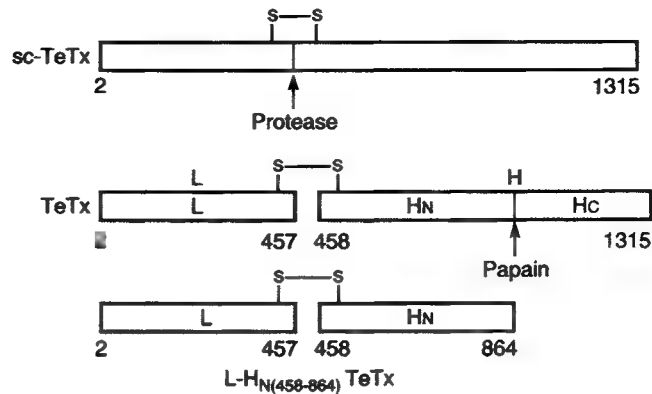 S S
sc-TeTx
2 1315
Protease
S S
L H
TeTx L HN HC
457 458 1315
Papain
S S
L HN
2 457 458 864
L-HN(458-864) TeTx